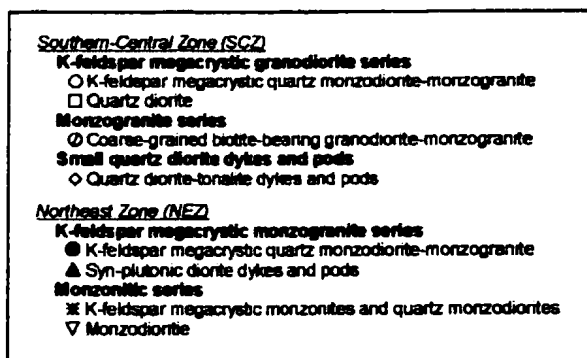 Southern-Central Zone (SCZ)
K-feldspar megacrystic granodiorite series
K-feldspar megacrystic quartz monzodiorite-monzogranite
Quartz diorite
Monzogranite series
Coarse-grained biotite-bearing granodiorite-monzogranite
Small quartz diorite dykes and pods
Quartz diorite-tonalite dykes and pods
Northeast Zone (NEZ)
K-feldspar megacrystic monzogranite series
K-feldspar megacrystic quartz monzodiorite-monzogranite
Syn-plutonic diorite dykes and pods
Monzonitic series
K-feldspar megacrystic monzonites and quartz monzodiorites
Monzodioritie